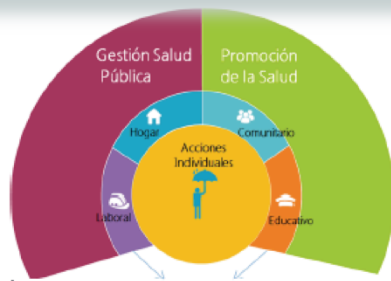 Gestión Salud
Pública
Promoción
de la Salud
Hogar
Comunitario
Acciones
Individuales
Laboral
Educativo